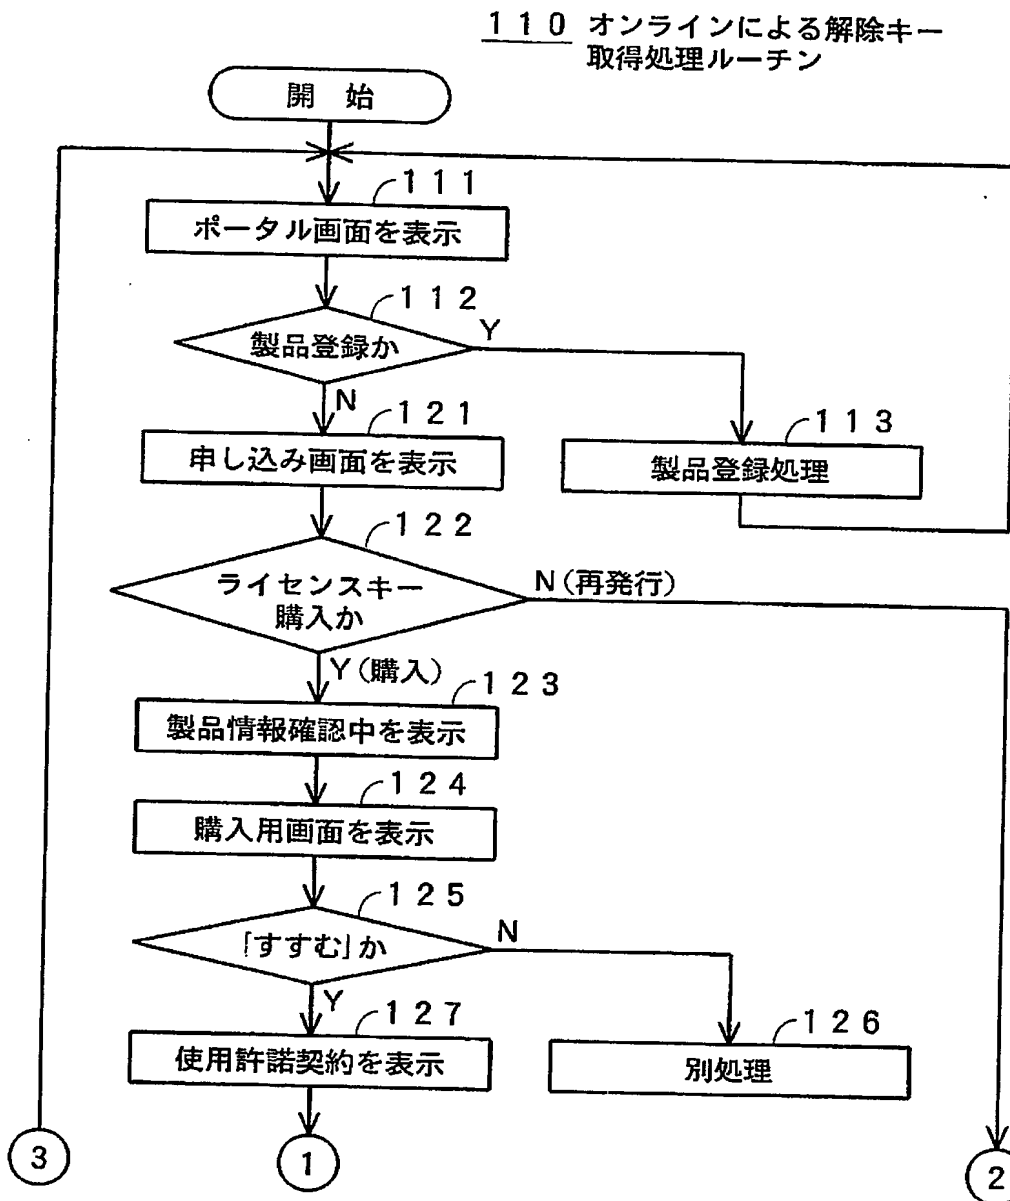 １１０ オンラインによる解除キー
取得処理ルーチン
開　始
１１１
ポータル画面を表示
１１２
製品登録か
Y
N
１２１
申し込み画面を表示
１１３
製品登録処理
１２２
ライセンスキー
購入か
N(再発行)
Y(購入)
１２３
製品情報確認中を表示
１２４
購入用画面を表示
１２５
「すすむ」か
N
Y
１２７
使用許諾契約を表示
１２６
別処理
3
1
2